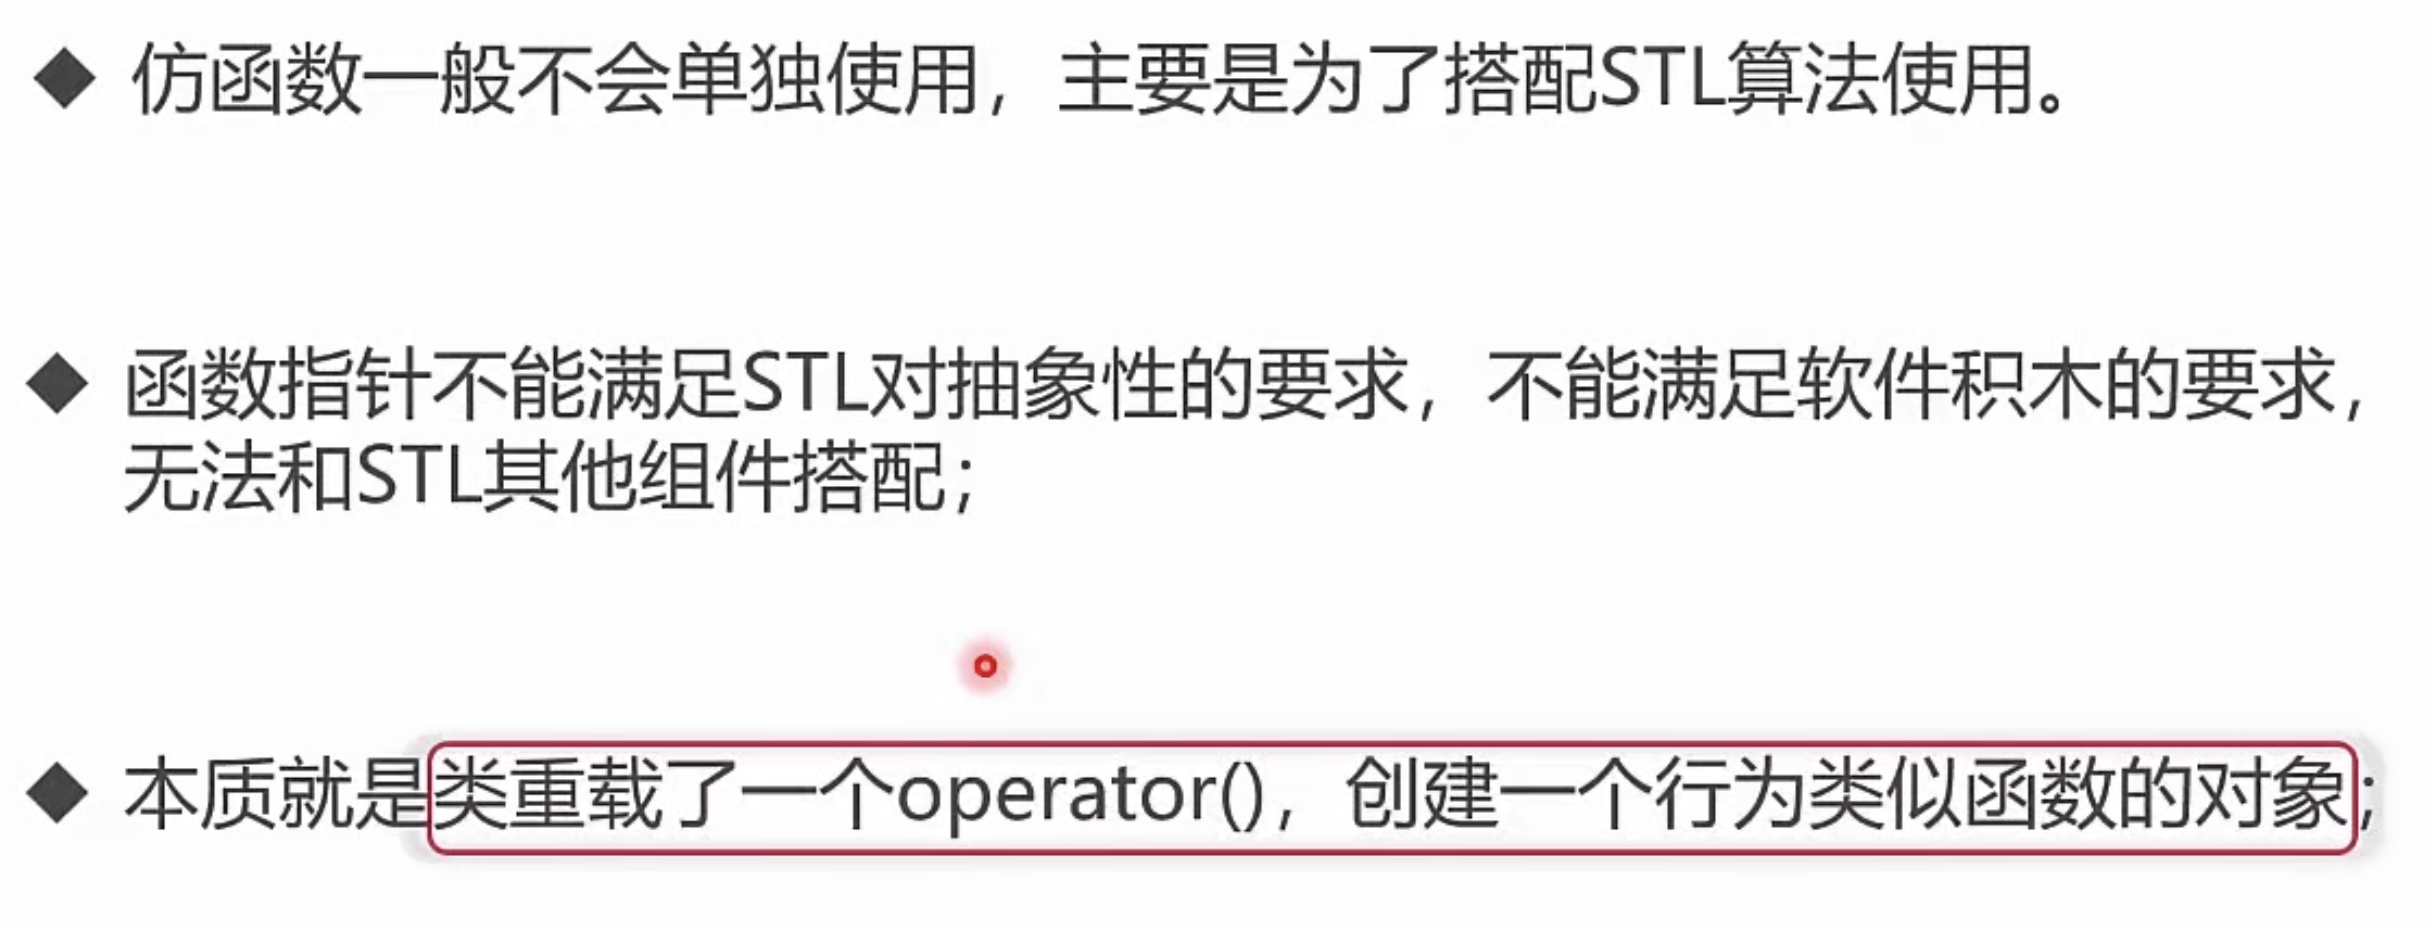 ◆ 仿函数一般不会单独使用，主要是为了搭配STL算法使用。
◆ 函数指针不能满足STL对抽象性的要求，不能满足软件积木的要求，
无法和STL其他组件搭配；
◆ 本质就是类重载了一个operator()，创建一个行为类似函数的对象；